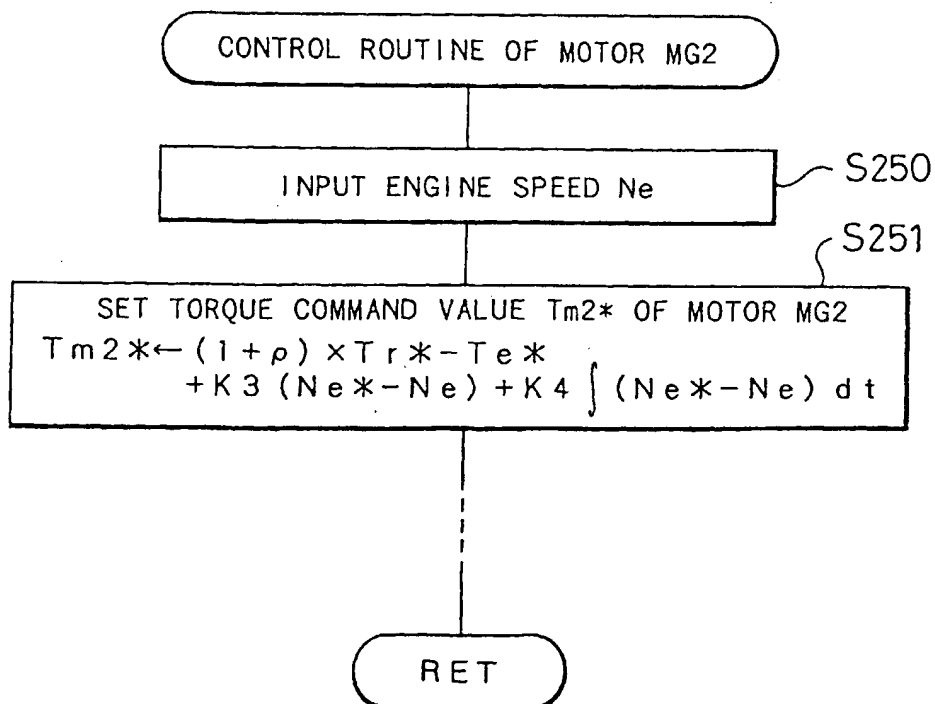 CONTROL ROUTINE OF MOTOR MG2
INPUT ENGINE SPEED Ne
S250
S251
SET TORQUE COMMAND VALUE Tm2* OF MOTOR MG2
Tm2*←(1+ρ)×Tr*-Te*
+K3(Ne*-Ne)+K4∫(Ne*-Ne)dt
RET